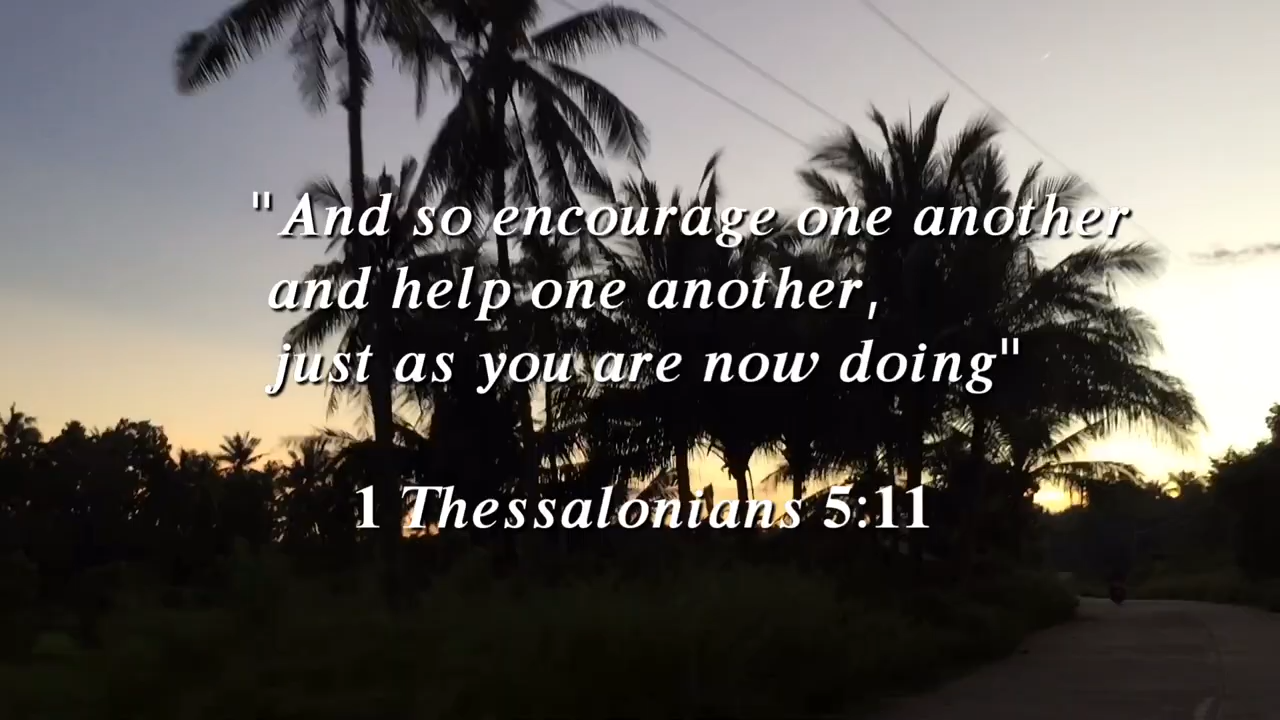 "And so encourage one another
and help one another,
just as you are now doing"
1 Thessalonians 5:11